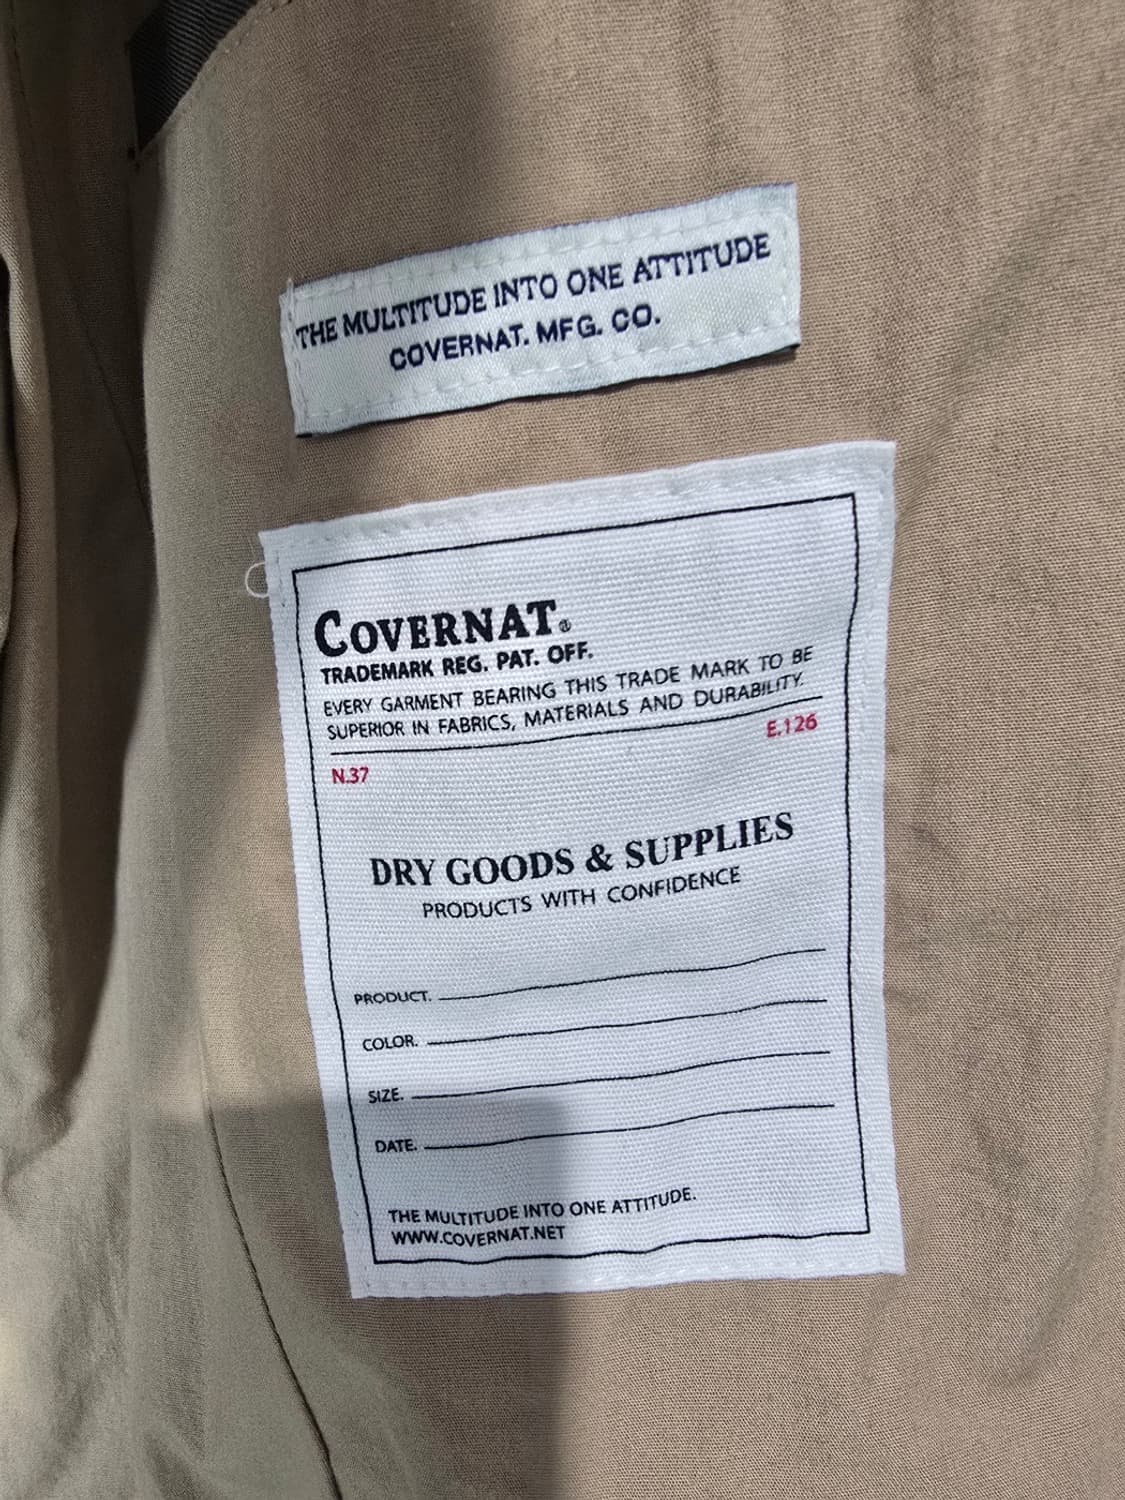 THE MULTITUDE INTO ONE ATTITUDE
COVERNAT. MFG. CO.
COVERNAT.®
TRADEMARK REG. PAT. OFF.
EVERY GARMENT BEARING THIS TRADE MARK TO BE
SUPERIOR IN FABRICS, MATERIALS AND DURABILITY.
E.126
N.37
DRY GOODS & SUPPLIES
PRODUCTS WITH CONFIDENCE
PRODUCT.
COLOR.
SIZE.
DATE.
THE MULTITUDE INTO ONE ATTITUDE.
WWW.COVERNAT.NET